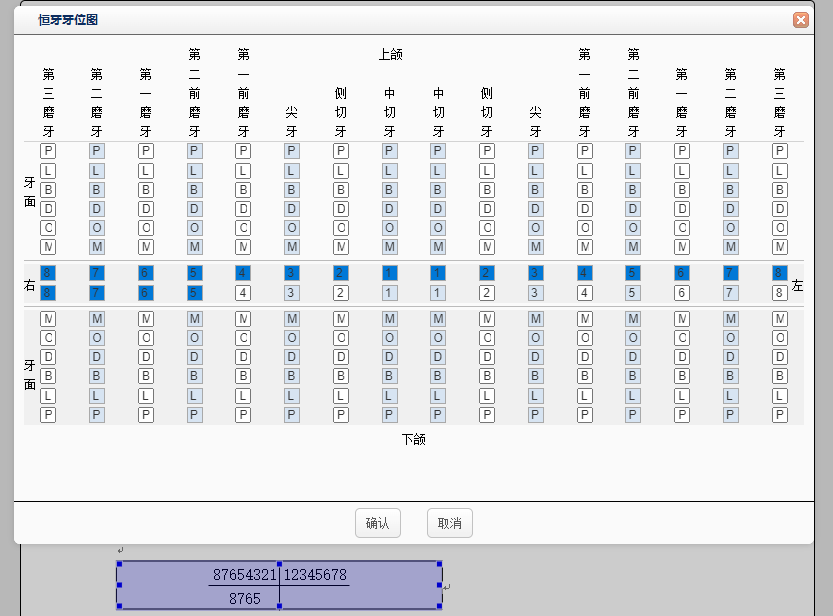 恒牙牙位图
上颌
第三磨牙 第二磨牙 第一磨牙 第二前磨牙 第一前磨牙 尖牙 侧切牙 中切牙 中切牙 侧切牙 尖牙 第一前磨牙 第二前磨牙 第一磨牙 第二磨牙 第三磨牙
牙面
P P P P P P P P P P P P P P P P
L L L L L L L L L L L L L L L L
B B B B B B B B B B B B B B B B
D D D D D D D D D D D D D D D D
O O O O O O O O O O O O O O O O
M M M M M M M M M M M M M M M M
8 7 6 5 4 3 2 1 1 2 3 4 5 6 7 8
右 左
8 7 6 5 4 3 2 1 1 2 3 4 5 6 7 8
M M M M M M M M M M M M M M M M
O O O O O O O O O O O O O O O O
D D D D D D D D D D D D D D D D
牙面
B B B B B B B B B B B B B B B B
L L L L L L L L L L L L L L L L
P P P P P P P P P P P P P P P P
下颌
确认 取消
87654321 12345678
8765